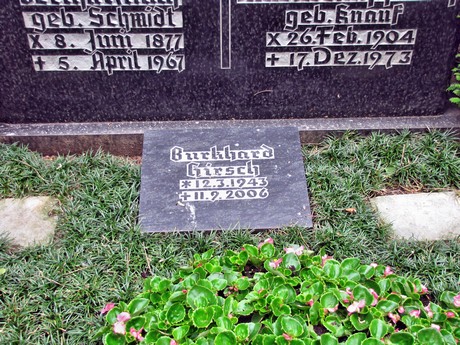 geb. Schmidt
* 8. Juni 1877
+ 5. April 1967
geb. Knauf
* 26. Feb. 1904
+ 17. Dez. 1973
Burkhard
Hirsch
* 12.3.1943
+ 11.9.2006